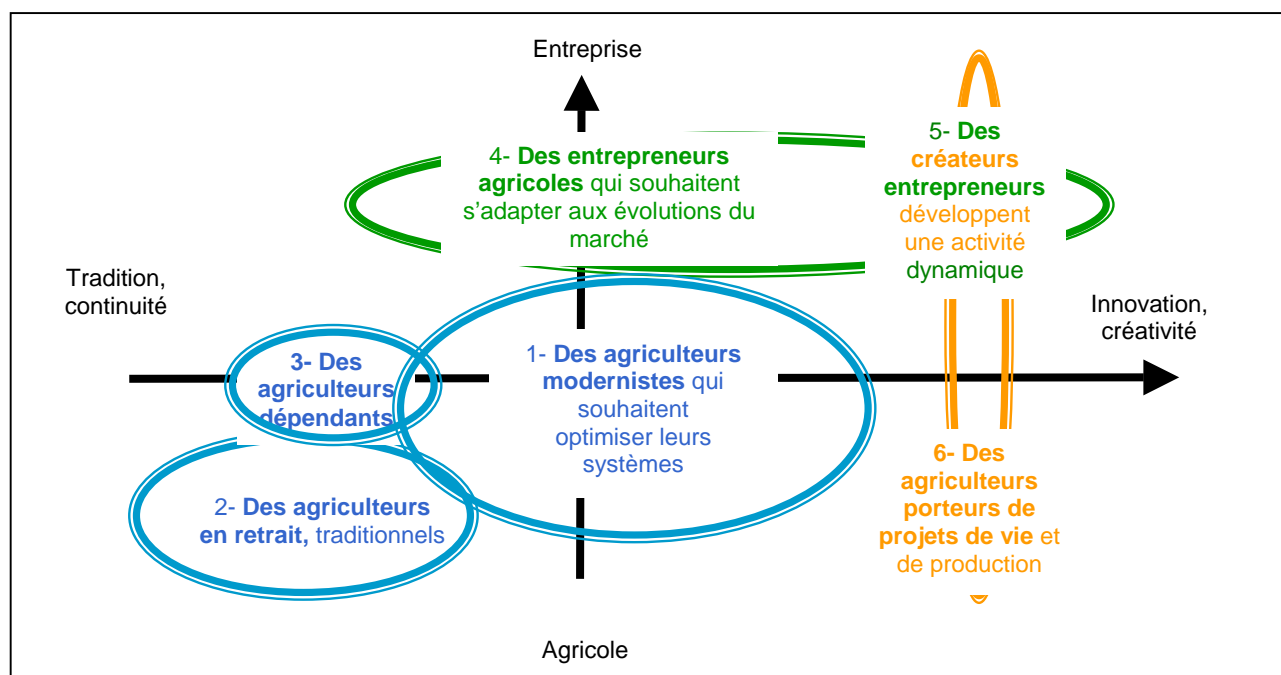 Entreprise
4- Des entrepreneurs
agricoles qui souhaitent
s’adapter aux évolutions du
marché
5- Des
créateurs
entrepreneurs
développent
une activité
dynamique
Tradition,
continuité
Innovation,
créativité
3- Des
agriculteurs
dépendants
1- Des agriculteurs
modernistes qui
souhaitent
optimiser leurs
systèmes
2- Des agriculteurs
en retrait, traditionnels
6- Des
agriculteurs
porteurs de
projets de vie et
de production
Agricole